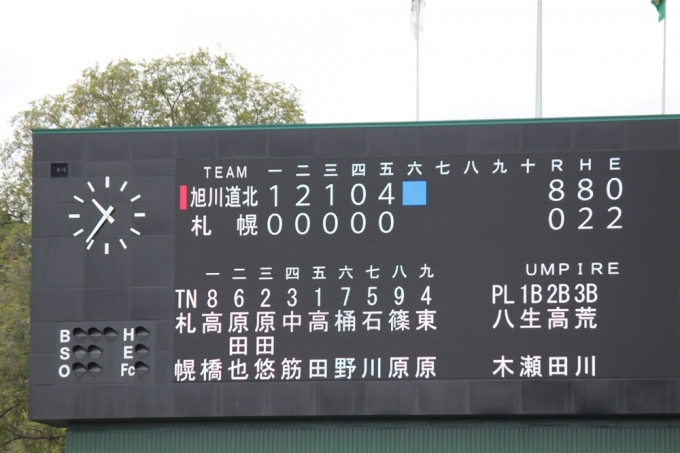 TEAM 一 二 三 四 五 六 七 八 九 十 R H E
旭川道北 1 2 1 0 4 8 8 0
札幌 0 0 0 0 0 0 2 2
一 二 三 四 五 六 七 八 九 UMPIRE
TN 8 6 2 3 1 7 5 9 4 PL 1B 2B 3B
札幌 高橋 原田也 原田悠 中筋 高田 桶野 石川 篠原 東原 八木 生瀬 高田 荒川
B H
S E
O Fc